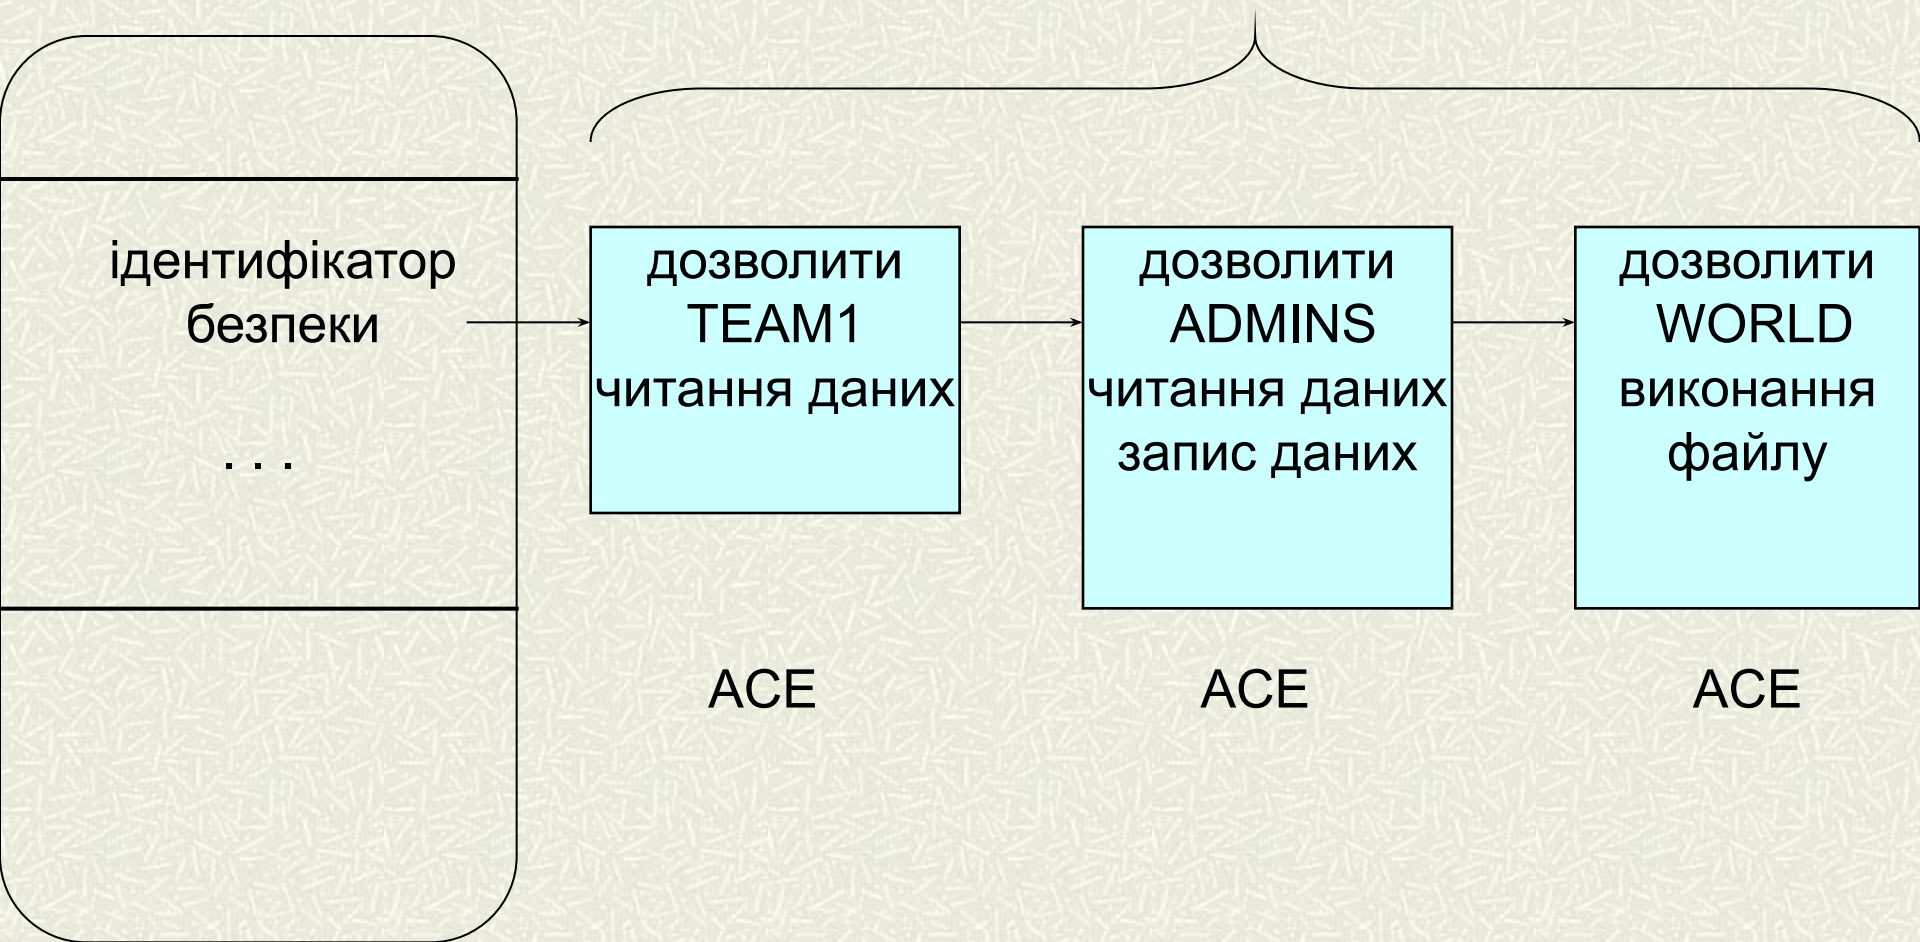 ідентифікатор
безпеки
. . .
дозволити
TEAM1
читання даних
дозволити
ADMINS
читання даних
запис даних
дозволити
WORLD
виконання
файлу
ACE
ACE
ACE